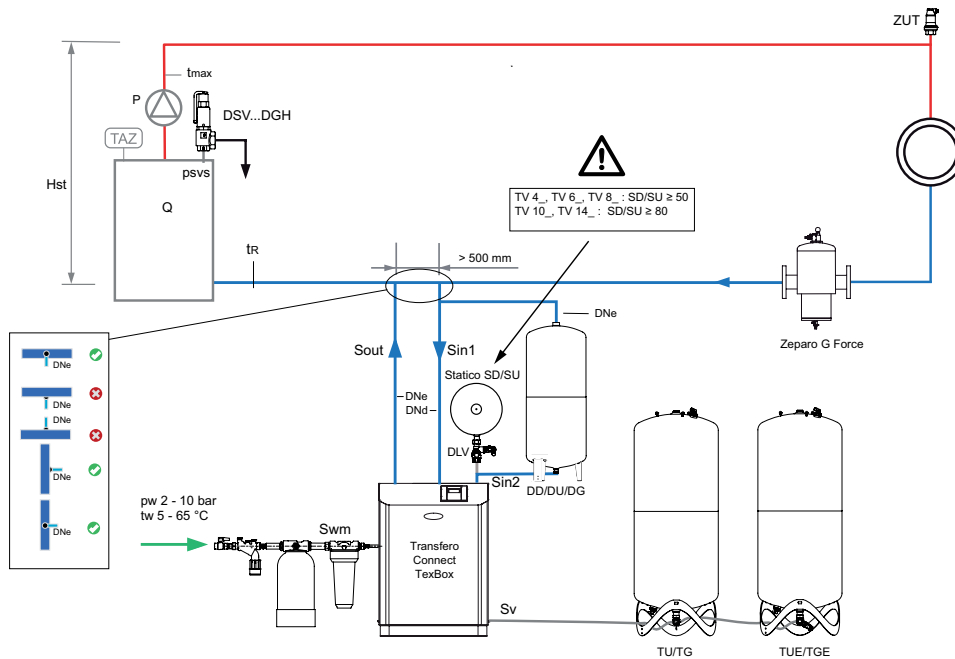 ZUT
tmax
P
DSV...DGH
TAZ
psvs
Hst
Q
TV 4_, TV 6_, TV 8_ : SD/SU ≥ 50
TV 10_, TV 14_ : SD/SU ≥ 80
tR
> 500 mm
DNe
Zeparo G Force
Sout
Sin1
Statico SD/SU
DNe
DNd
DLV
Sin2
DD/DU/DG
DNe
DNe
DNe
DNe
DNe
pw 2 - 10 bar
tw 5 - 65 °C
Swm
Transfero
Connect
TexBox
Sv
TU/TG
TUE/TGE